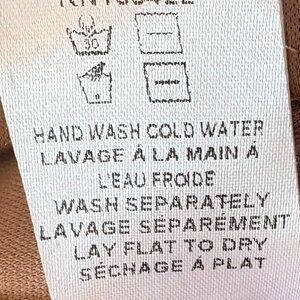 30
HAND WASH COLD WATER
LAVAGE Á LA MAIN Á
L'EAU FROIDE
WASH SEPARATELY
LAVAGE SÉPARÉMENT
LAY FLAT TO DRY
SÉCHAGE Á PLAT